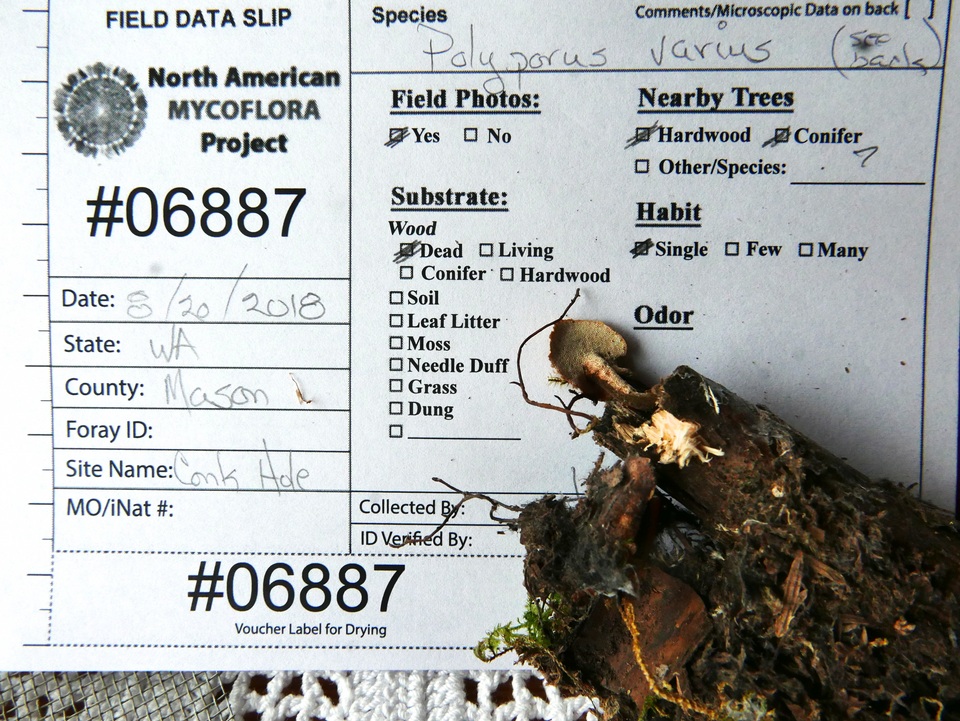 FIELD DATA SLIP
North American
MYCOFLORA
Project
#06887
Date: 8/20/2018
State: WA
County: Mason
Foray ID:
Site Name: Conk Hole
MO/iNat #:
Species
Comments/Microscopic Data on back [ ]
Polyporus varius (see back)
Field Photos:
Yes No
Substrate:
Wood
Dead Living
Conifer Hardwood
Soil
Leaf Litter
Moss
Needle Duff
Grass
Dung
Collected By:
ID Verified By:
Nearby Trees
Hardwood Conifer
Other/Species: ?
Habit
Single Few Many
Odor
#06887
Voucher Label for Drying